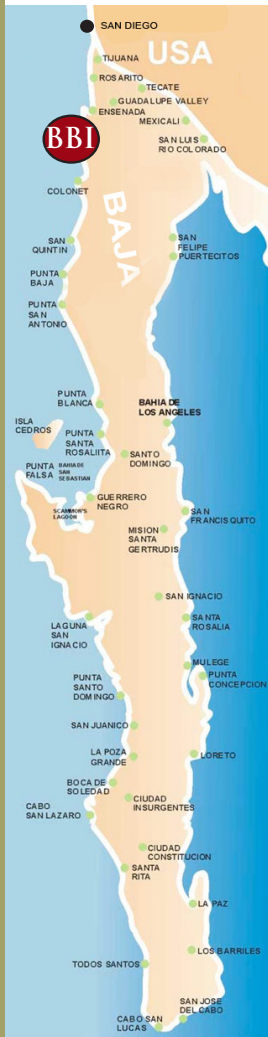 SAN DIEGO
USA
TIJUANA
ROSARITO
TECATE
GUADALUPE VALLEY
ENSENADA
MEXICALI
BBI
SAN LUIS
RIO COLORADO
COLONET
BAJA
SAN
QUINTIN
SAN
FELIPE
PUERTECITOS
PUNTA
BAJA
PUNTA
SAN
ANTONIO
PUNTA
BLANCA
BAHIA DE
LOS ANGELES
ISLA
CEDROS
PUNTA
SANTA
ROSALIITA
SANTO
DOMINGO
PUNTA
FALSA
BAHIA DE
SAN
SEBASTIAN
GUERRERO
NEGRO
SCAMMON'S
LAGOON
SAN
FRANCISQUITO
MISION
SANTA
GERTRUDIS
SAN IGNACIO
LAGUNA
SAN
IGNACIO
SANTA
ROSALIA
MULEGE
PUNTA
CONCEPCION
PUNTA
SANTO
DOMINGO
SAN JUANICO
LA POZA
GRANDE
LORETO
BOCA DE
SOLEDAD
CIUDAD
INSURGENTES
CABO
SAN LAZARO
CIUDAD
CONSTITUCION
SANTA
RITA
LA PAZ
LOS BARRILES
TODOS SANTOS
SAN JOSE
DEL CABO
CABO SAN
LUCAS